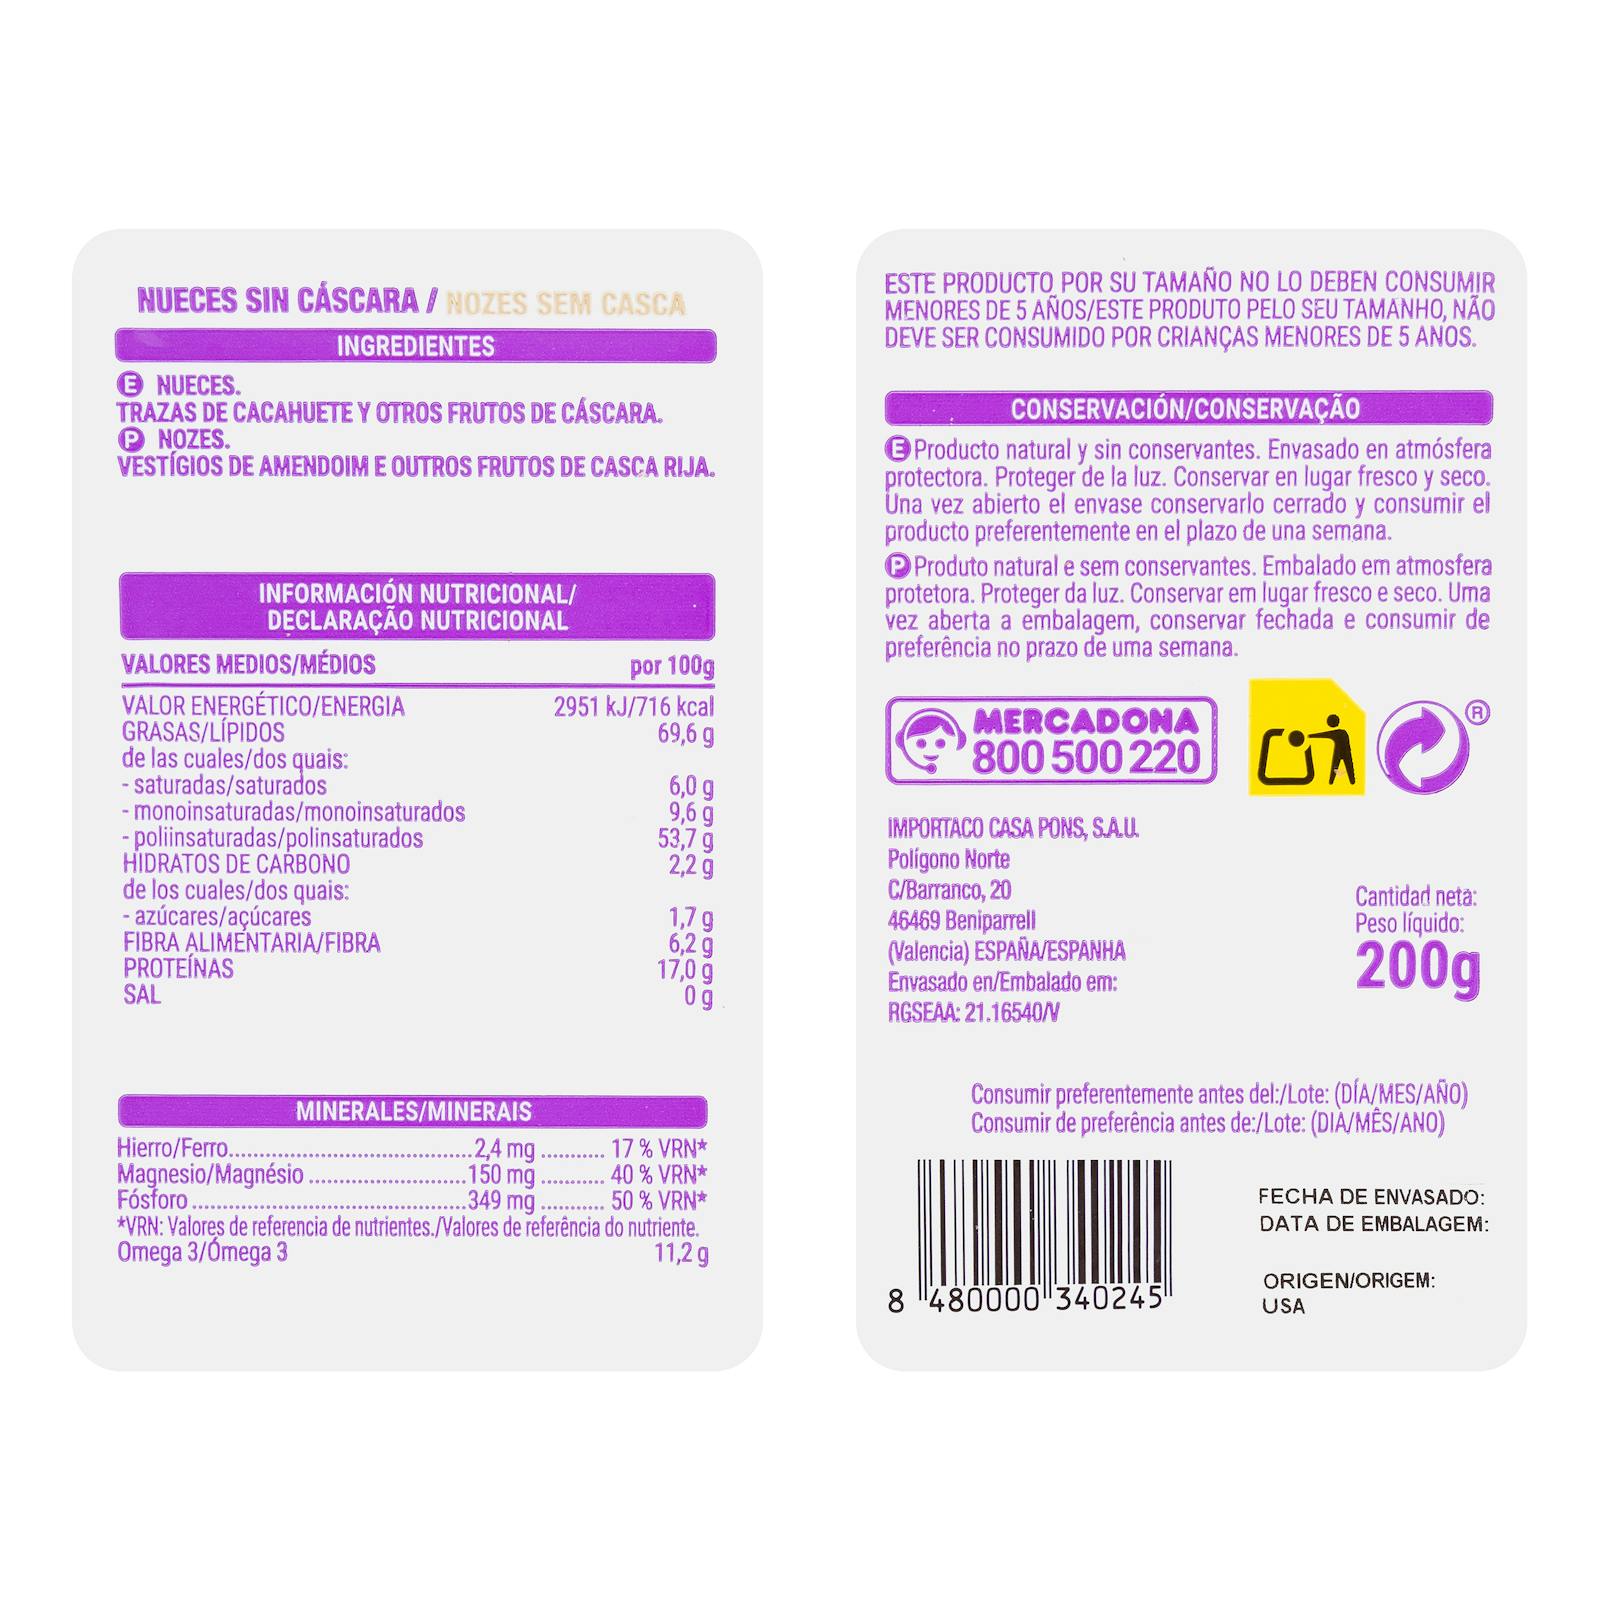 NUECES SIN CÁSCARA / NOZES SEM CASCA
INGREDIENTES
E NUECES.
TRAZAS DE CACAHUETE Y OTROS FRUTOS DE CÁSCARA.
P NOZES.
VESTÍGIOS DE AMENDOIM E OUTROS FRUTOS DE CASCA RIJA.
INFORMACIÓN NUTRICIONAL/
DECLARAÇÃO NUTRICIONAL
VALORES MEDIOS/MÉDIOS por 100g
VALOR ENERGÉTICO/ENERGIA 2951 kJ/716 kcal
GRASAS/LÍPIDOS 69,6 g
de las cuales/dos quais:
- saturadas/saturados 6,0 g
- monoinsaturadas/monoinsaturados 9,6 g
- poliinsaturadas/polinsaturados 53,7 g
HIDRATOS DE CARBONO 2,2 g
de los cuales/dos quais:
- azúcares/açúcares 1,7 g
FIBRA ALIMENTARIA/FIBRA 6,2 g
PROTEÍNAS 17,0 g
SAL 0 g
MINERALES/MINERAIS
Hierro/Ferro 2,4 mg 17 % VRN*
Magnesio/Magnésio 150 mg 40 % VRN*
Fósforo 349 mg 50 % VRN*
*VRN: Valores de referencia de nutrientes./Valores de referência do nutriente.
Omega 3/Ómega 3 11,2 g
ESTE PRODUCTO POR SU TAMAÑO NO LO DEBEN CONSUMIR
MENORES DE 5 AÑOS/ESTE PRODUTO PELO SEU TAMANHO, NÃO
DEVE SER CONSUMIDO POR CRIANÇAS MENORES DE 5 ANOS.
CONSERVACIÓN/CONSERVAÇÃO
E Producto natural y sin conservantes. Envasado en atmósfera
protectora. Proteger de la luz. Conservar en lugar fresco y seco.
Una vez abierto el envase conservarlo cerrado y consumir el
producto preferentemente en el plazo de una semana.
P Produto natural e sem conservantes. Embalado em atmosfera
protetora. Proteger da luz. Conservar em lugar fresco e seco. Uma
vez aberta a embalagem, conservar fechada e consumir de
preferência no prazo de uma semana.
MERCADONA
800 500 220
®
IMPORTACO CASA PONS, S.A.U.
Polígono Norte
C/Barranco, 20
46469 Beniparrell
(Valencia) ESPAÑA/ESPANHA
Envasado en/Embalado em:
RGSEAA: 21.16540/V
Cantidad neta:
Peso líquido:
200g
Consumir preferentemente antes del:/Lote: (DÍA/MES/AÑO)
Consumir de preferência antes de:/Lote: (DIA/MÊS/ANO)
8 480000 340245
FECHA DE ENVASADO:
DATA DE EMBALAGEM:
ORIGEN/ORIGEM:
USA